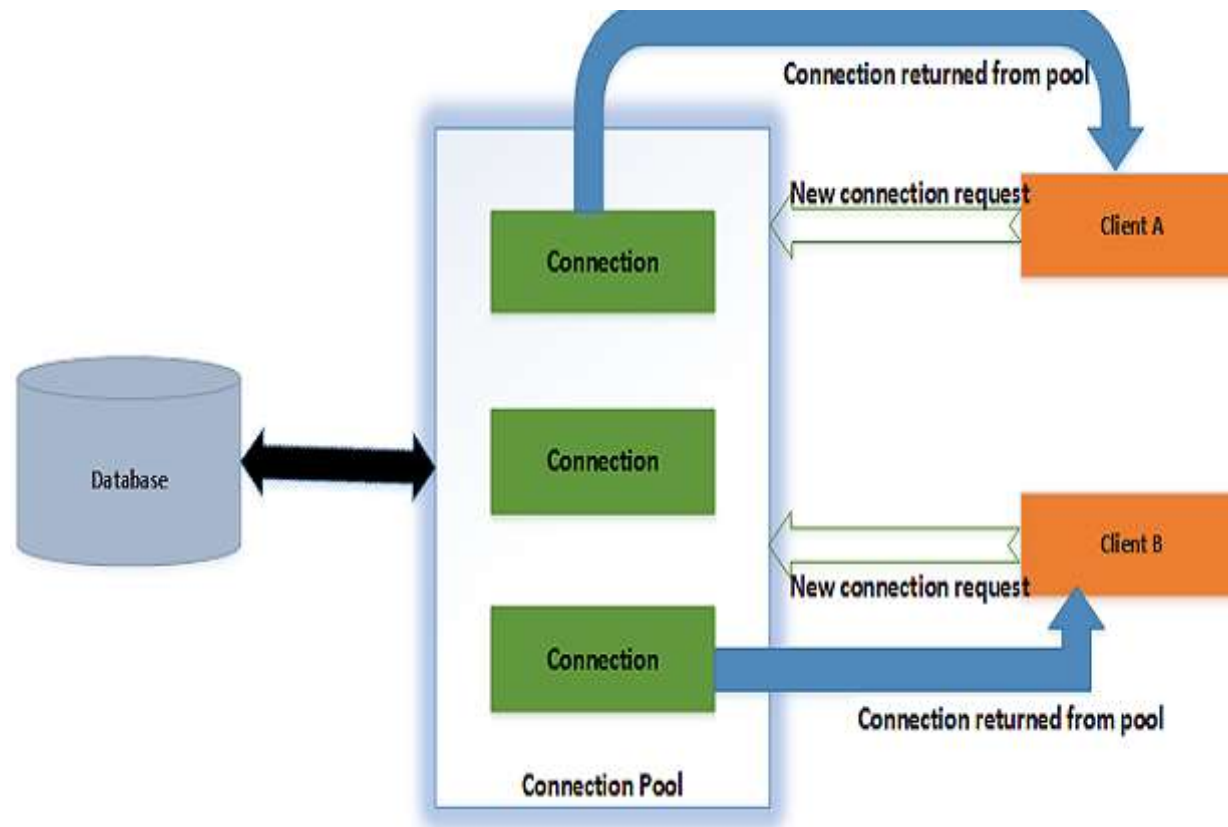 Connection returned from pool
New connection request
Client A
Connection
Connection
Database
Client B
New connection request
Connection
Connection returned from pool
Connection Pool